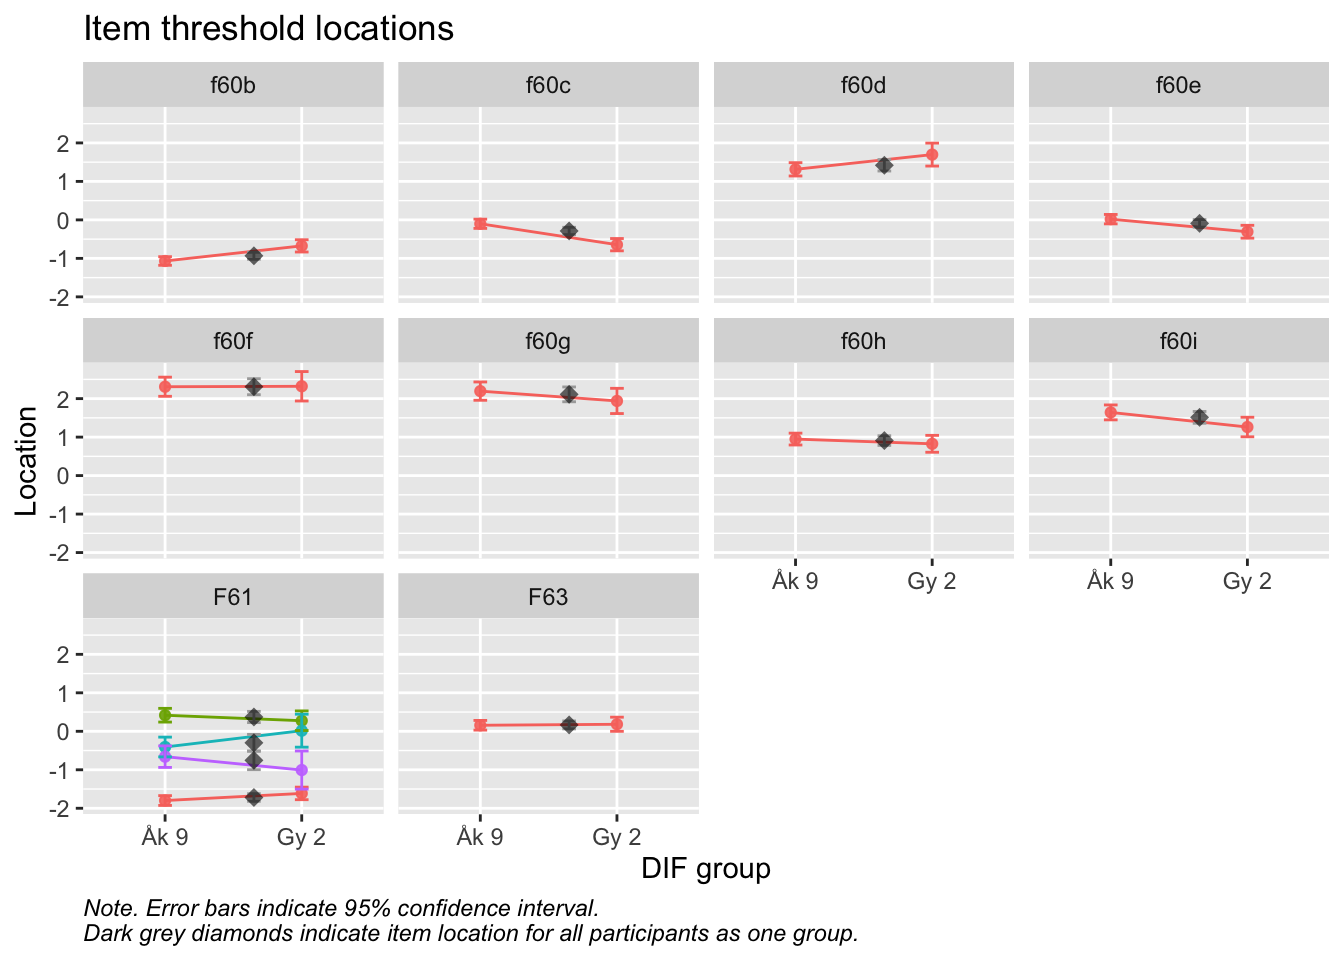 Item threshold locations
f60b f60c f60d f60e
2
1
0
-1
-2
f60f f60g f60h f60i
2
1
0
-1
-2
Åk 9 Gy 2 Åk 9 Gy 2
F61 F63
2
1
0
-1
-2
Åk 9 Gy 2 Åk 9 Gy 2
Location
DIF group
Note. Error bars indicate 95% confidence interval.
Dark grey diamonds indicate item location for all participants as one group.